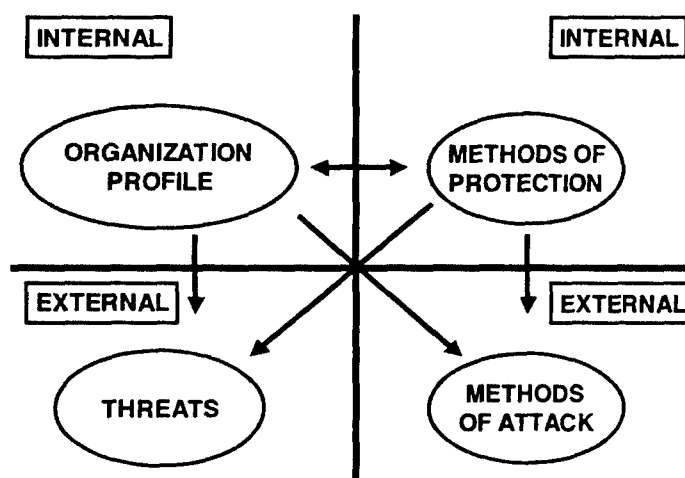 INTERNAL
INTERNAL
ORGANIZATION
PROFILE
METHODS OF
PROTECTION
EXTERNAL
EXTERNAL
THREATS
METHODS
OF ATTACK